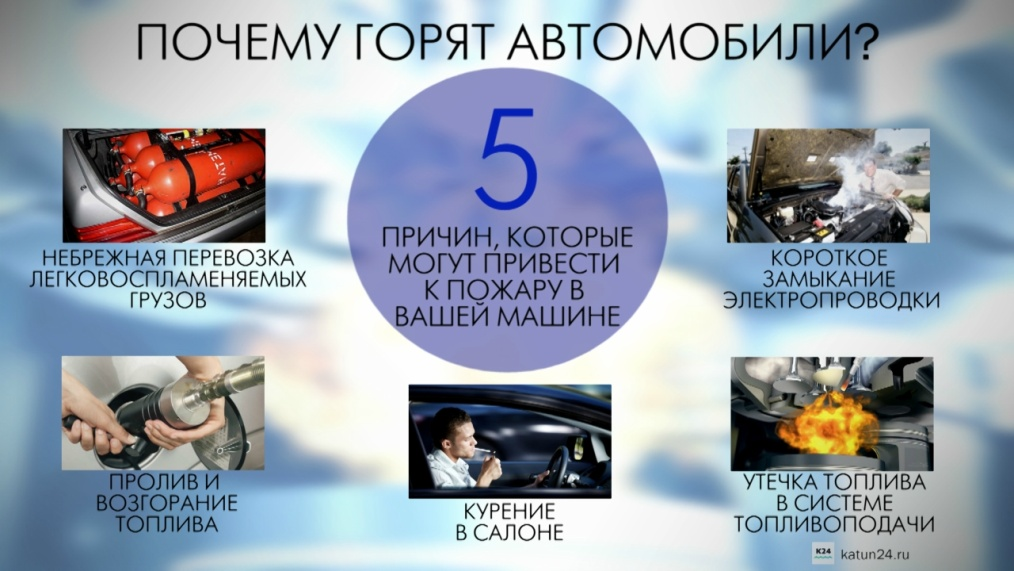 ПОЧЕМУ ГОРЯТ АВТОМОБИЛИ?
5
ПРИЧИН, КОТОРЫЕ
МОГУТ ПРИВЕСТИ
К ПОЖАРУ В
ВАШЕЙ МАШИНЕ
НЕБРЕЖНАЯ ПЕРЕВОЗКА
ЛЕГКОВОСПЛАМЕНЯЕМЫХ
ГРУЗОВ
КОРОТКОЕ
ЗАМЫКАНИЕ
ЭЛЕКТРОПРОВОДКИ
ПРОЛИВ И
ВОЗГОРАНИЕ
ТОПЛИВА
КУРЕНИЕ
В САЛОНЕ
УТЕЧКА ТОПЛИВА
В СИСТЕМЕ
ТОПЛИВОПОДАЧИ
К24
katun24.ru